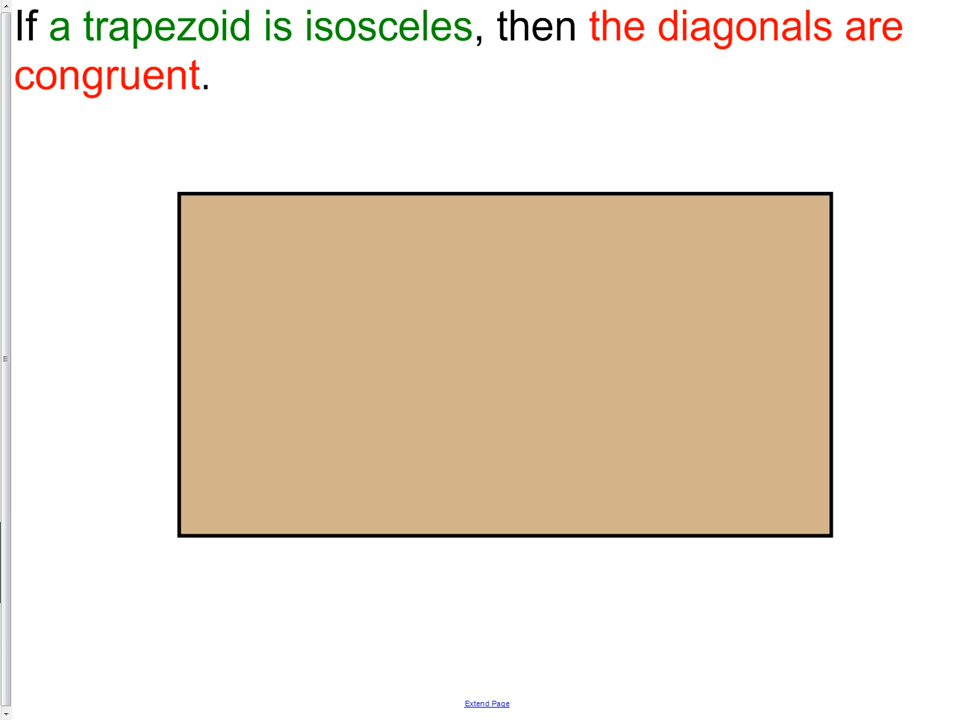 If a trapezoid is isosceles, then the diagonals are
congruent.
Extend Page